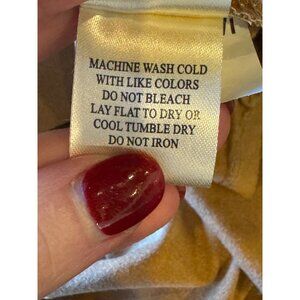 MACHINE WASH COLD
WITH LIKE COLORS
DO NOT BLEACH
LAY FLAT TO DRY OR
COOL TUMBLE DRY
DO NOT IRON